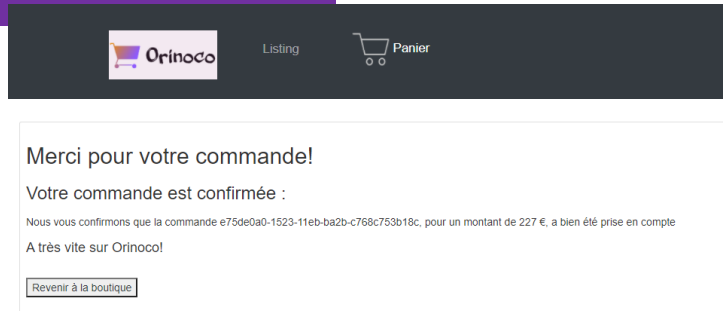 Orinoco
Listing
Panier
Merci pour votre commande!
Votre commande est confirmée :
Nous vous confirmons que la commande e75de0a0-1523-11eb-ba2b-c768c753b18c, pour un montant de 227 €, a bien été prise en compte
A très vite sur Orinoco!
Revenir à la boutique